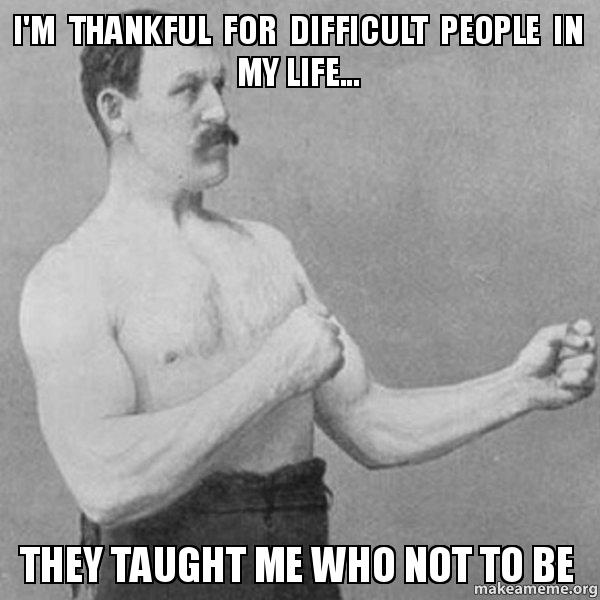 I'M THANKFUL FOR DIFFICULT PEOPLE IN
MY LIFE...
THEY TAUGHT ME WHO NOT TO BE
makeameme.org